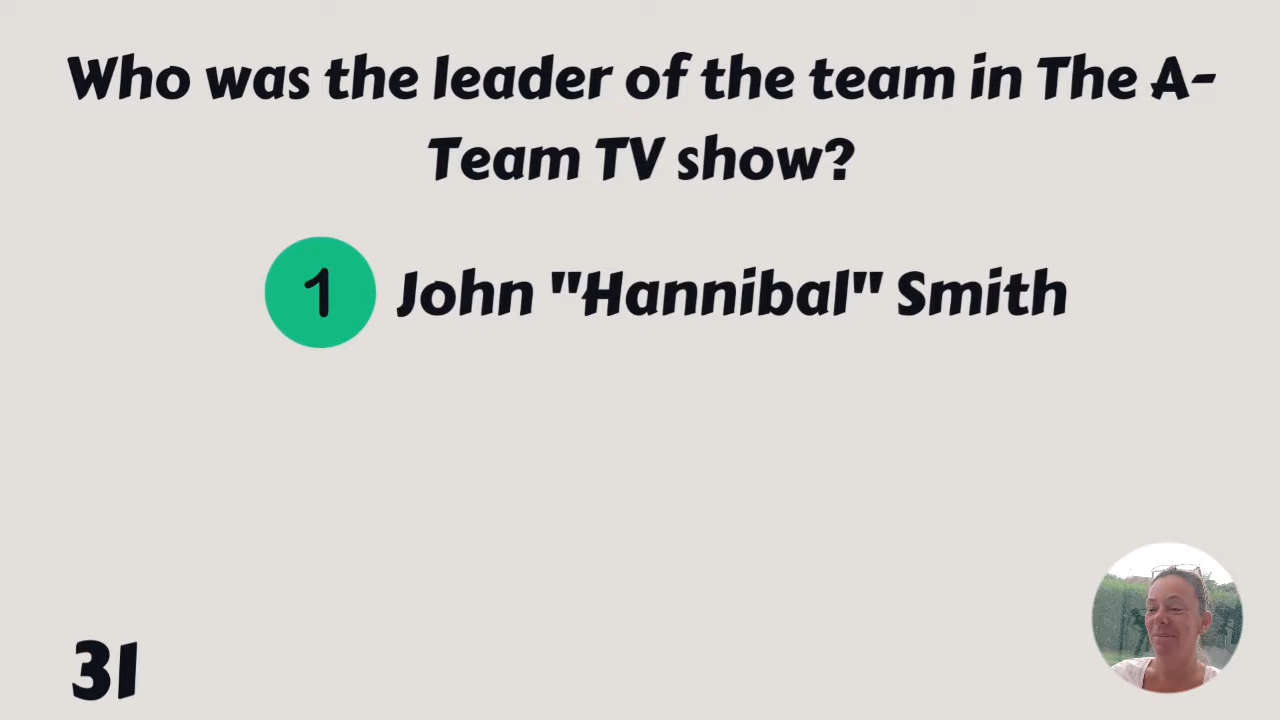 Who was the leader of the team in The A-
Team TV show?
1 John "Hannibal" Smith
31